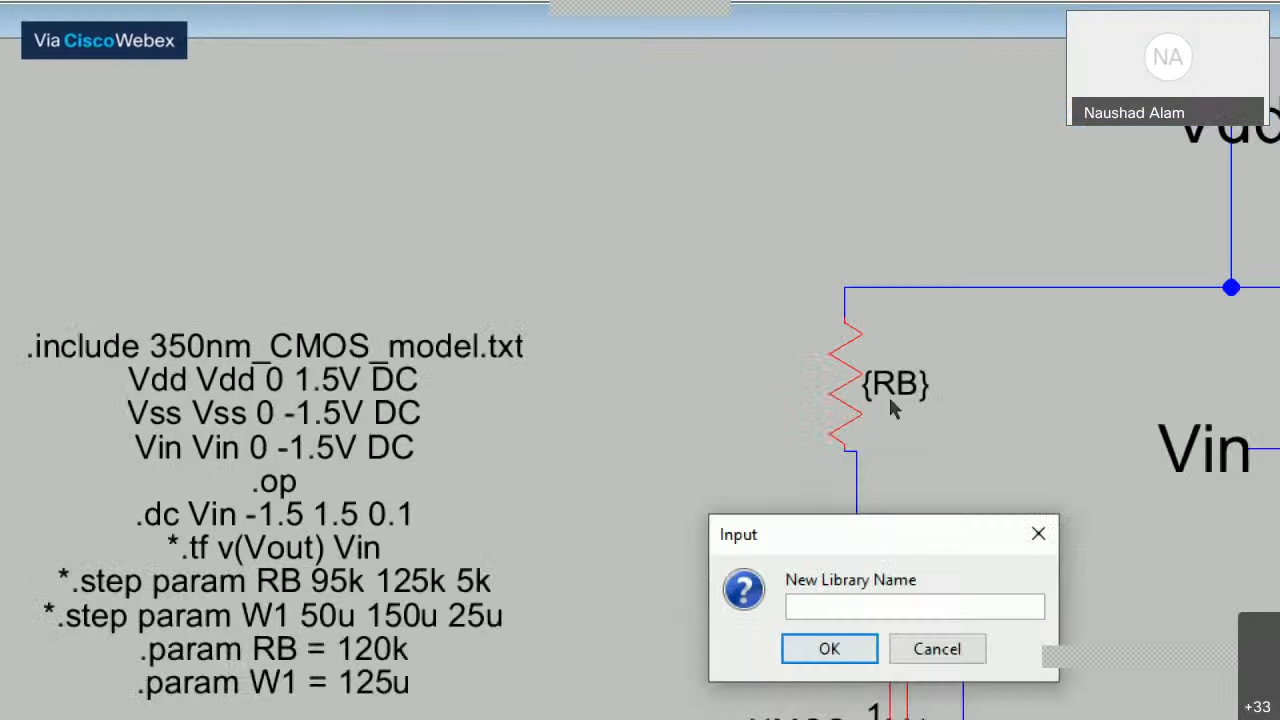 Via Cisco Webex
NA
Naushad Alam
Vdd
.include 350nm_CMOS_model.txt
Vdd Vdd 0 1.5V DC
Vss Vss 0 -1.5V DC
Vin Vin 0 -1.5V DC
.op
.dc Vin -1.5 1.5 0.1
*.tf v(Vout) Vin
*.step param RB 95k 125k 5k
*.step param W1 50u 150u 25u
.param RB = 120k
.param W1 = 125u
{RB}
Vin
Input
New Library Name
OK
Cancel
+33